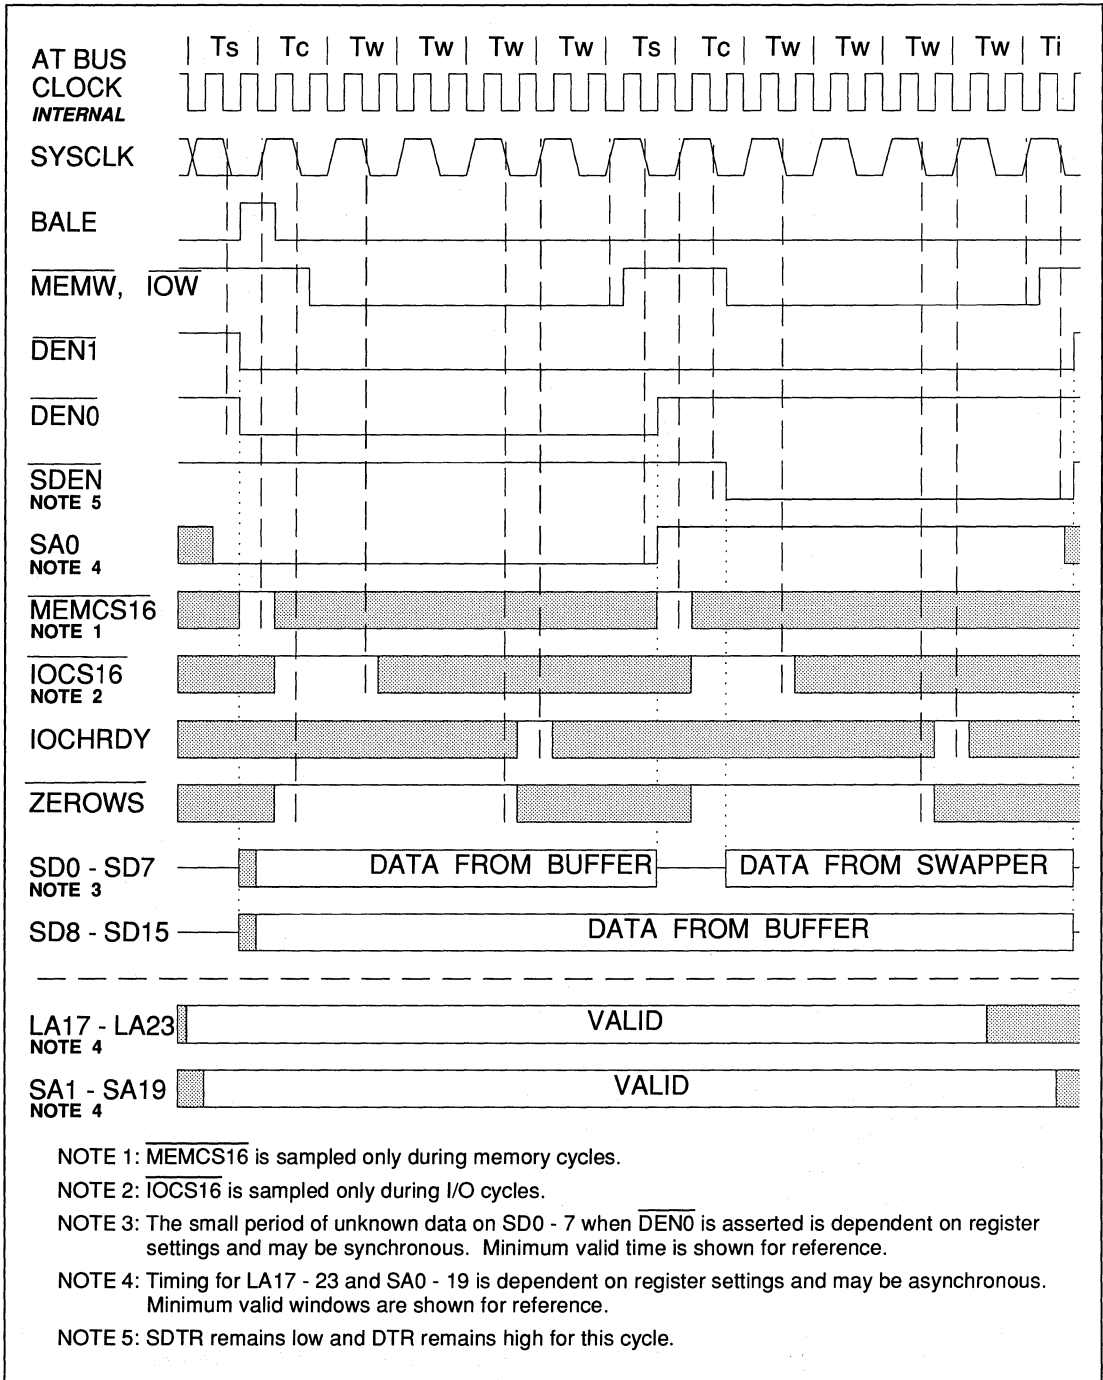 AT BUS
CLOCK
INTERNAL
Ts Tc Tw Tw Tw Tw Ts Tc Tw Tw Tw Tw Ti
SYSCLK
BALE
MEMW, IOW
DEN1
DEN0
SDEN
NOTE 5
SA0
NOTE 4
MEMCS16
NOTE 1
IOCS16
NOTE 2
IOCHRDY
ZEROWS
SD0 - SD7 DATA FROM BUFFER DATA FROM SWAPPER
NOTE 3
SD8 - SD15 DATA FROM BUFFER
LA17 - LA23 VALID
NOTE 4
SA1 - SA19 VALID
NOTE 4
NOTE 1: MEMCS16 is sampled only during memory cycles.
NOTE 2: IOCS16 is sampled only during I/O cycles.
NOTE 3: The small period of unknown data on SD0 - 7 when DEN0 is asserted is dependent on register
settings and may be synchronous. Minimum valid time is shown for reference.
NOTE 4: Timing for LA17 - 23 and SA0 - 19 is dependent on register settings and may be asynchronous.
Minimum valid windows are shown for reference.
NOTE 5: SDTR remains low and DTR remains high for this cycle.